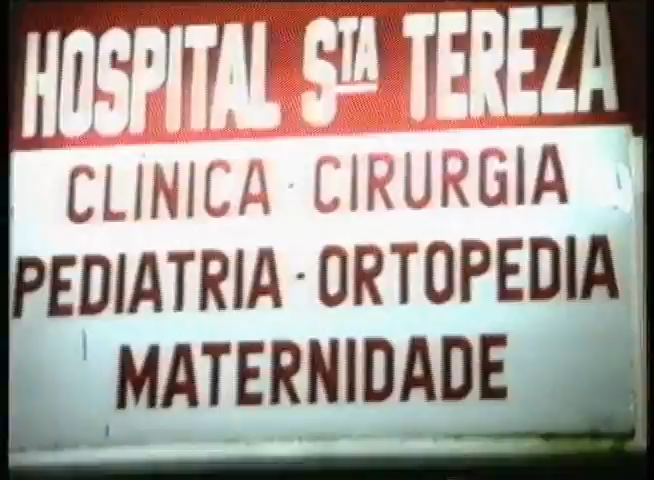 HOSPITAL STA TEREZA
CLINICA · CIRURGIA
PEDIATRIA · ORTOPEDIA
MATERNIDADE